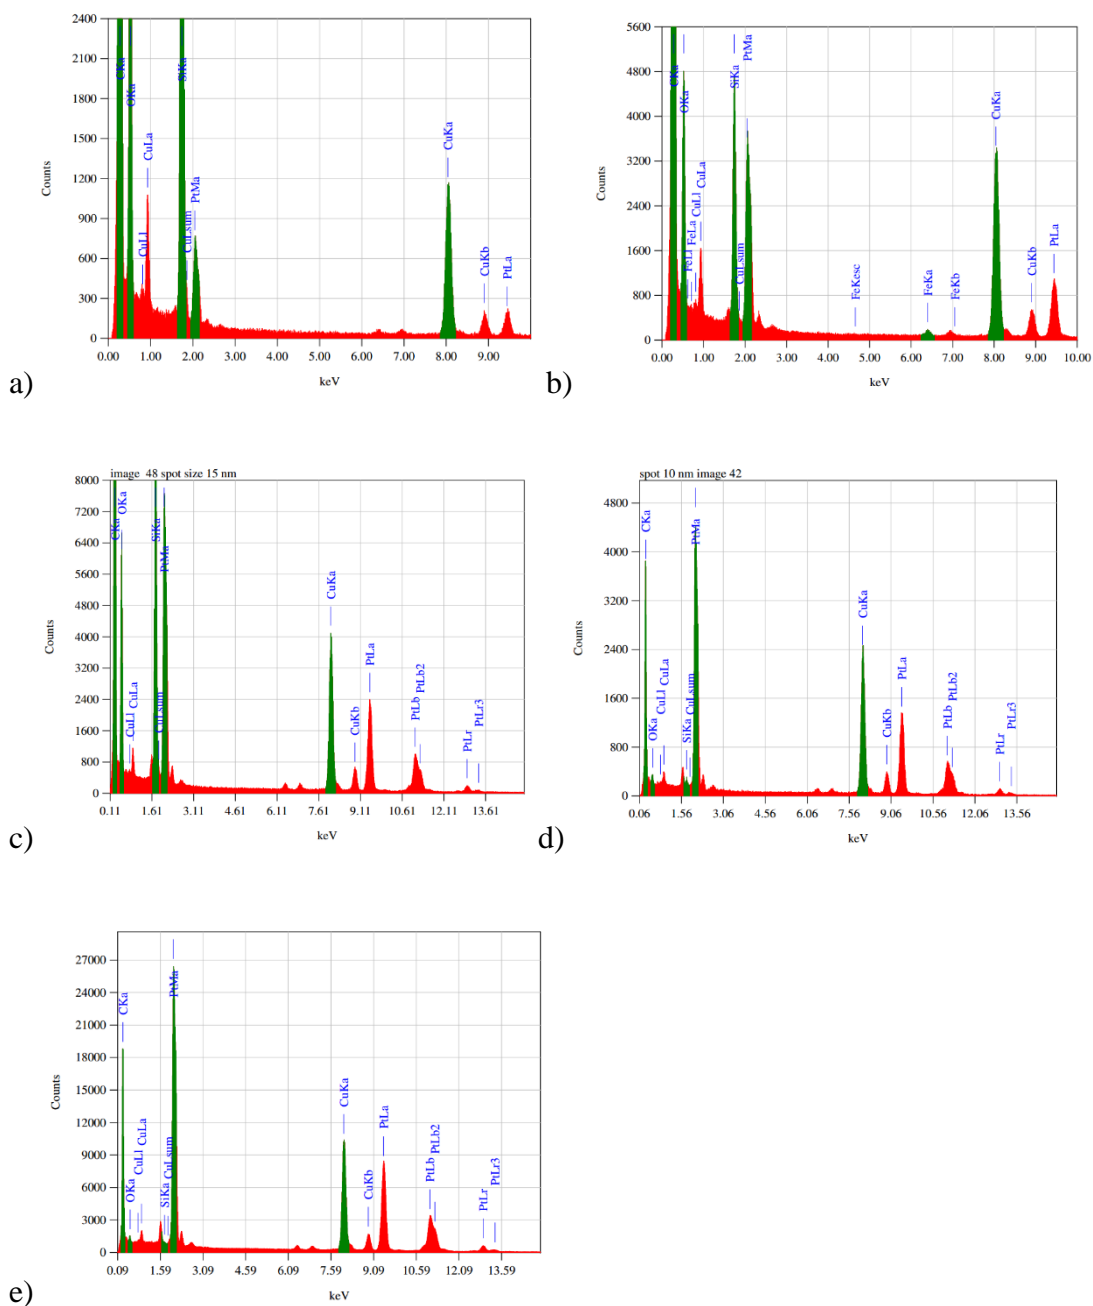 2400
2100
1800
1500
1200
900
600
300
0
Counts
CKa
OKa
CuLl
CuLa
SiKa
CuLsum
PtMa
CuKa
CuKb
PtLa
0.00 1.00 2.00 3.00 4.00 5.00 6.00 7.00 8.00 9.00
keV
a)
5600
4800
4000
3200
2400
1600
800
0
Counts
CKa
OKa
FeLl
FeLa
CuLl
CuLa
SiKa
CuLsum
PtMa
FeKesc
FeKa
FeKb
CuKa
CuKb
PtLa
0.00 1.00 2.00 3.00 4.00 5.00 6.00 7.00 8.00 9.00 10.00
keV
b)
image 48 spot size 15 nm
8000
7200
6400
5600
4800
4000
3200
2400
1600
800
0
Counts
CKa
OKa
CuLl
CuLa
SiKa
CuLsum
PtMa
CuKa
CuKb
PtLa
PtLb
PtLb2
PtLr
PtLr3
0.11 1.61 3.11 4.61 6.11 7.61 9.11 10.61 12.11 13.61
keV
c)
spot 10 nm image 42
4800
4000
3200
2400
1600
800
0
Counts
CKa
OKa
CuLl
CuLa
SiKa
CuLsum
PtMa
CuKa
CuKb
PtLa
PtLb
PtLb2
PtLr
PtLr3
0.06 1.56 3.06 4.56 6.06 7.56 9.06 10.56 12.06 13.56
keV
d)
27000
24000
21000
18000
15000
12000
9000
6000
3000
0
Counts
CKa
OKa
CuLl
CuLa
SiKa
CuLsum
PtMa
CuKa
CuKb
PtLa
PtLb
PtLb2
PtLr
PtLr3
0.09 1.59 3.09 4.59 6.09 7.59 9.09 10.59 12.09 13.59
keV
e)